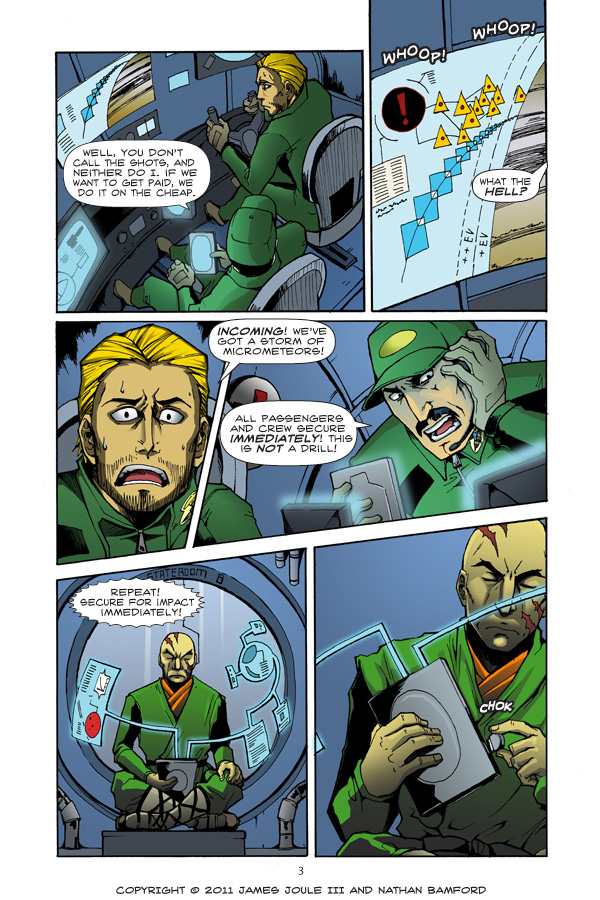 WELL, YOU DON'T
CALL THE SHOTS, AND
NEITHER DO I. IF WE
WANT TO GET PAID, WE
DO IT ON THE CHEAP.
WHOOP!
WHOOP!
!
++EV
++EV
WHAT THE
HELL?
INCOMING! WE'VE
GOT A STORM OF
MICROMETEORS!
ALL PASSENGERS
AND CREW SECURE
IMMEDIATELY! THIS
IS NOT A DRILL!
STATEROOM 8
REPEAT!
SECURE FOR IMPACT
IMMEDIATELY!
CHOK
3
COPYRIGHT © 2011 JAMES JOULE III AND NATHAN BAMFORD